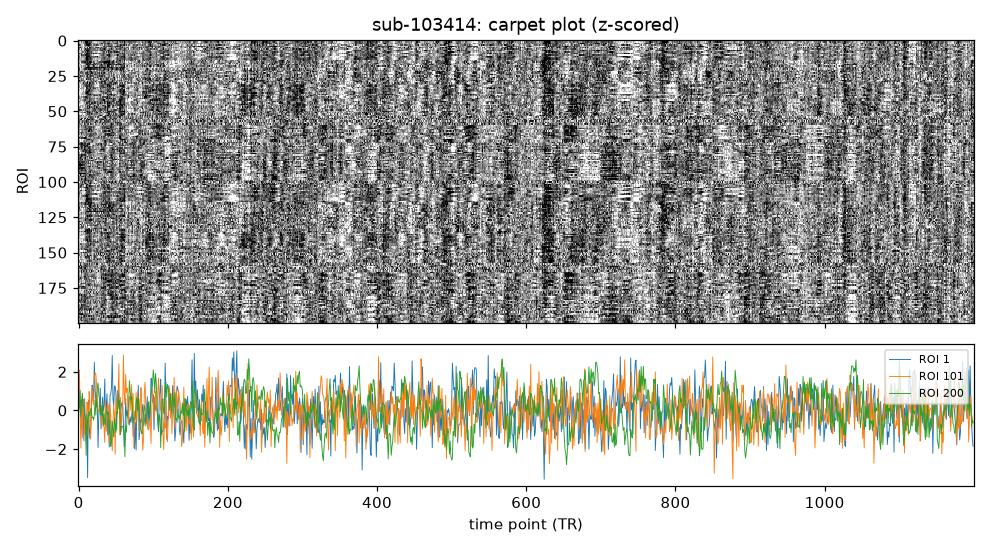 sub-103414: carpet plot (z-scored)
0
25
50
75
100
125
150
175
ROI
2
0
−2
ROI 1
ROI 101
ROI 200
0
200
400
600
800
1000
time point (TR)